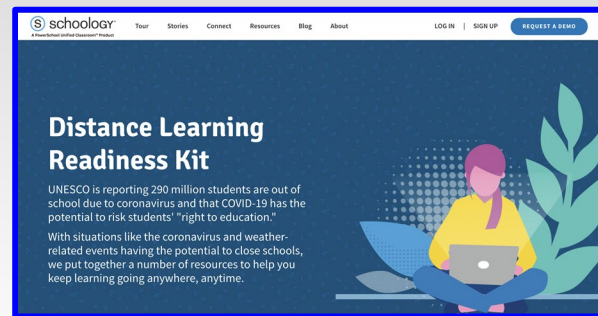 S schoology
A PowerSchool Unified Classroom™ Product
Tour Stories Connect Resources Blog About
LOG IN | SIGN UP
REQUEST A DEMO
Distance Learning
Readiness Kit
UNESCO is reporting 290 million students are out of
school due to coronavirus and that COVID-19 has the
potential to risk students' "right to education."
With situations like the coronavirus and weather-
related events having the potential to close schools,
we put together a number of resources to help you
keep learning going anywhere, anytime.